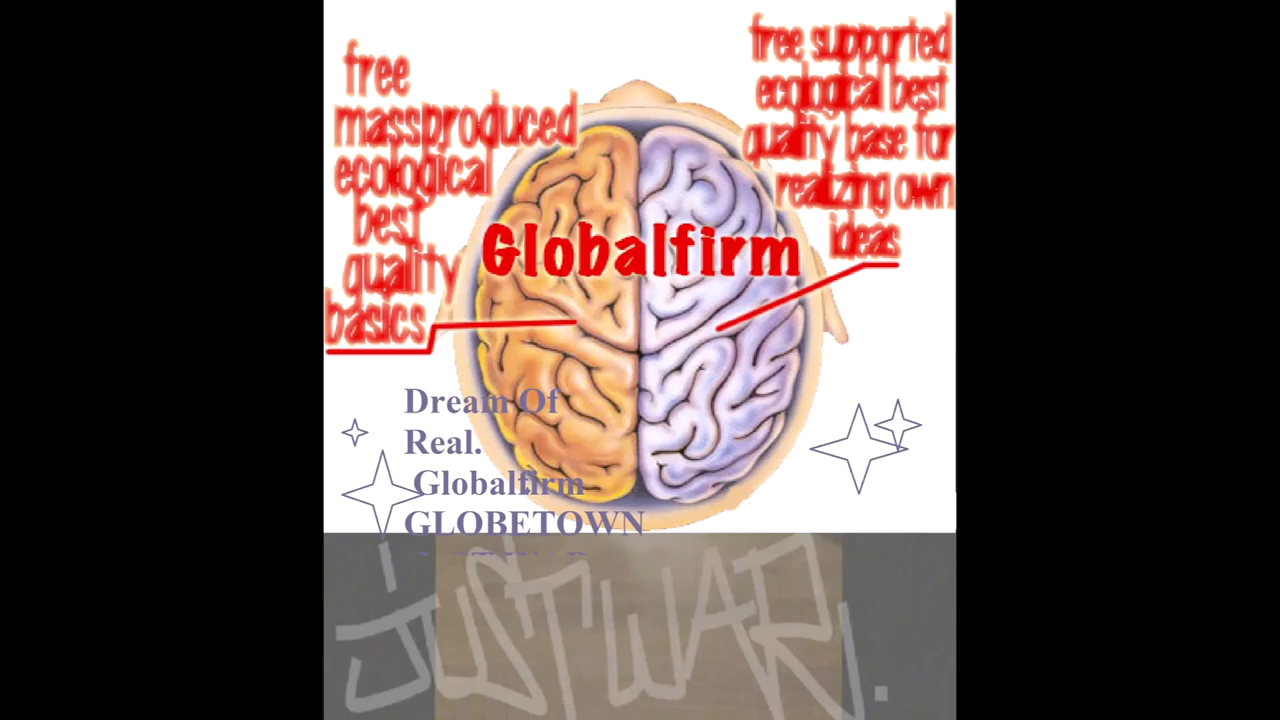 free
massproduced
ecological
best
quality
basics
free supported
ecological best
quality base for
realizing own
ideas
Globalfirm
Dream Of
Real.
Globalfirm
GLOBETOWN
JUST WAR.